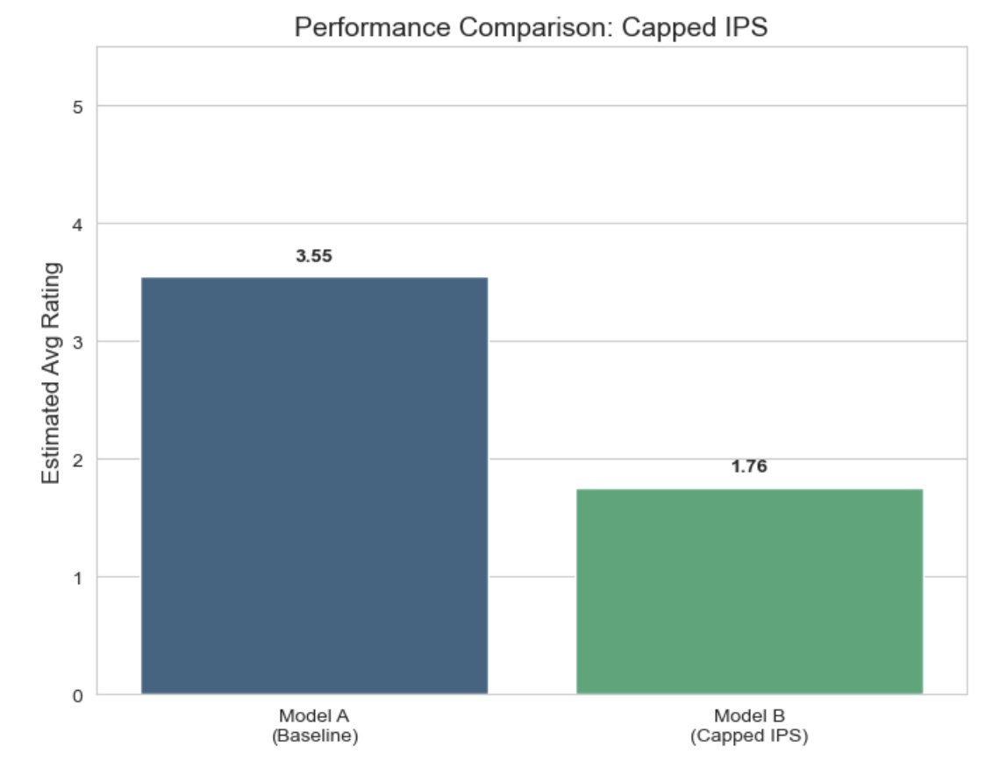 Performance Comparison: Capped IPS
Estimated Avg Rating
5
4
3
2
1
0
3.55
1.76
Model A
(Baseline)
Model B
(Capped IPS)